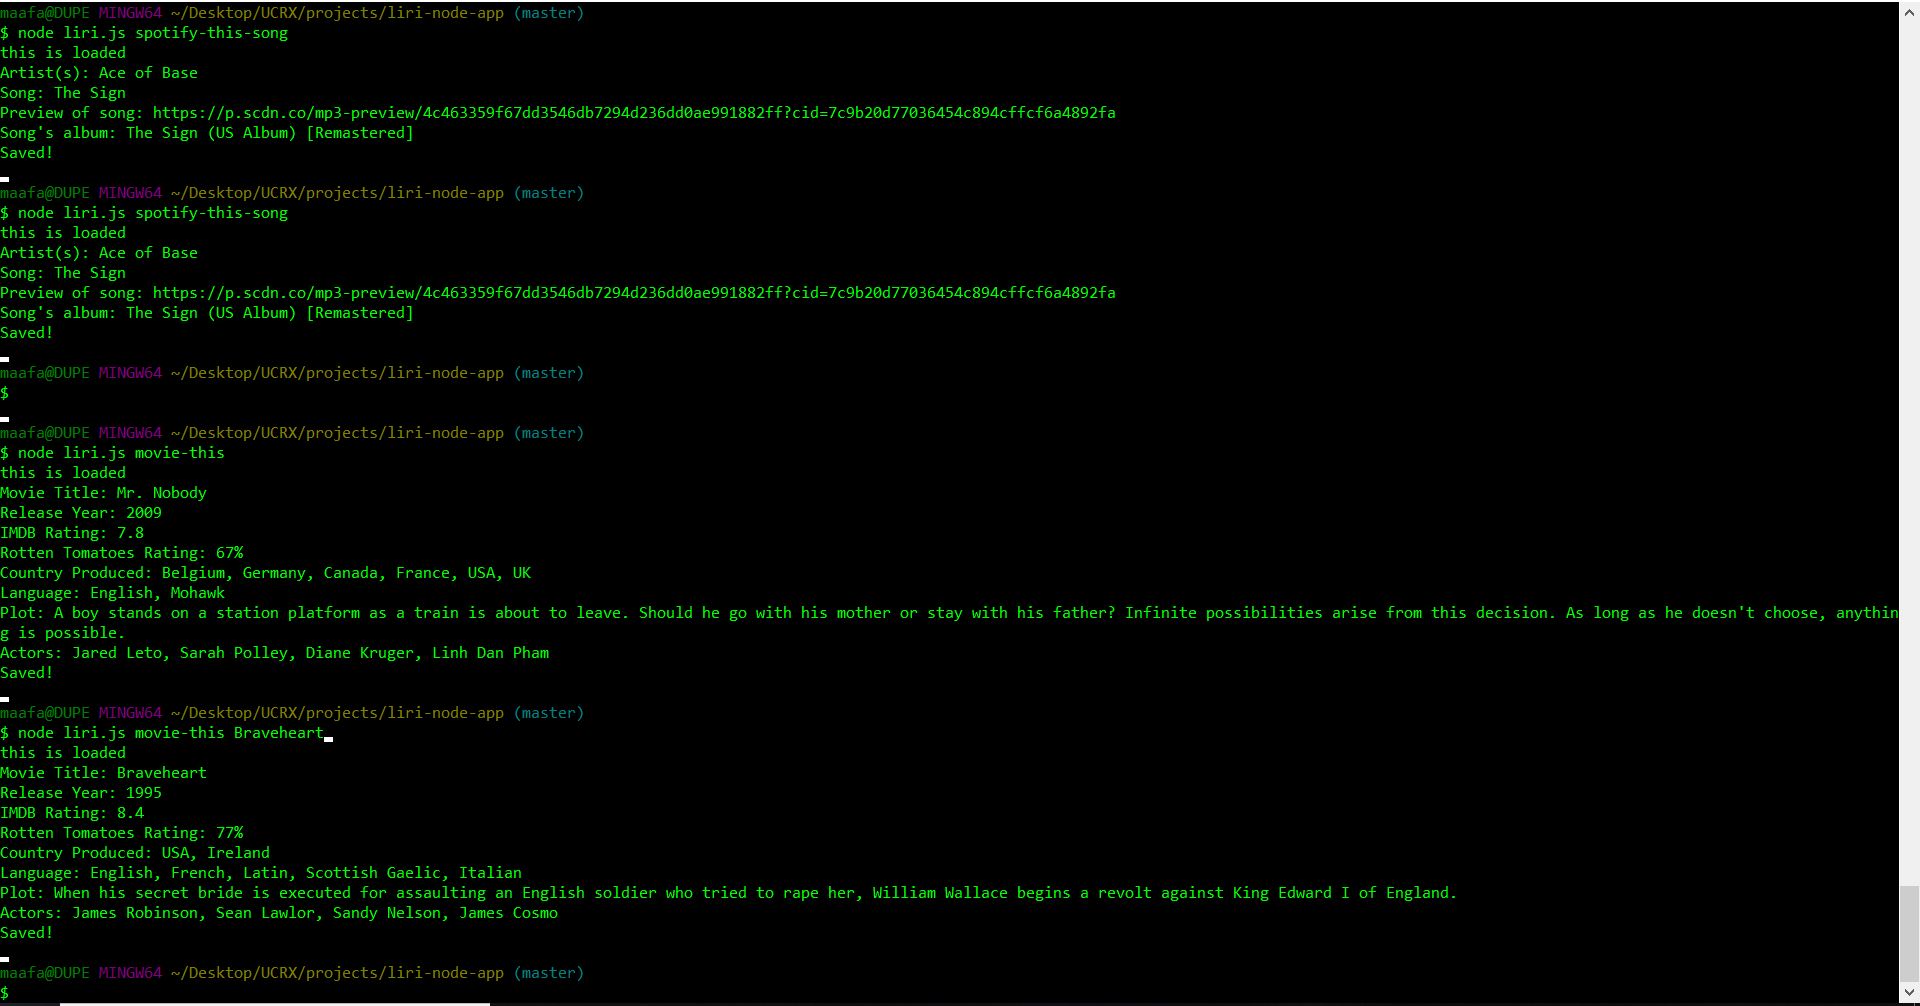 maafa@DUPE MINGW64 ~/Desktop/UCRX/projects/liri-node-app (master)
$ node liri.js spotify-this-song
this is loaded
Artist(s): Ace of Base
Song: The Sign
Preview of song: https://p.scdn.co/mp3-preview/4c463359f67dd3546db7294d236dd0ae991882ff?cid=7c9b20d77036454c894cffcf6a4892fa
Song's album: The Sign (US Album) [Remastered]
Saved!
maafa@DUPE MINGW64 ~/Desktop/UCRX/projects/liri-node-app (master)
$ node liri.js spotify-this-song
this is loaded
Artist(s): Ace of Base
Song: The Sign
Preview of song: https://p.scdn.co/mp3-preview/4c463359f67dd3546db7294d236dd0ae991882ff?cid=7c9b20d77036454c894cffcf6a4892fa
Song's album: The Sign (US Album) [Remastered]
Saved!
maafa@DUPE MINGW64 ~/Desktop/UCRX/projects/liri-node-app (master)
$
maafa@DUPE MINGW64 ~/Desktop/UCRX/projects/liri-node-app (master)
$ node liri.js movie-this
this is loaded
Movie Title: Mr. Nobody
Release Year: 2009
IMDB Rating: 7.8
Rotten Tomatoes Rating: 67%
Country Produced: Belgium, Germany, Canada, France, USA, UK
Language: English, Mohawk
Plot: A boy stands on a station platform as a train is about to leave. Should he go with his mother or stay with his father? Infinite possibilities arise from this decision. As long as he doesn't choose, anythin
g is possible.
Actors: Jared Leto, Sarah Polley, Diane Kruger, Linh Dan Pham
Saved!
maafa@DUPE MINGW64 ~/Desktop/UCRX/projects/liri-node-app (master)
$ node liri.js movie-this Braveheart
this is loaded
Movie Title: Braveheart
Release Year: 1995
IMDB Rating: 8.4
Rotten Tomatoes Rating: 77%
Country Produced: USA, Ireland
Language: English, French, Latin, Scottish Gaelic, Italian
Plot: When his secret bride is executed for assaulting an English soldier who tried to rape her, William Wallace begins a revolt against King Edward I of England.
Actors: James Robinson, Sean Lawlor, Sandy Nelson, James Cosmo
Saved!
maafa@DUPE MINGW64 ~/Desktop/UCRX/projects/liri-node-app (master)
$